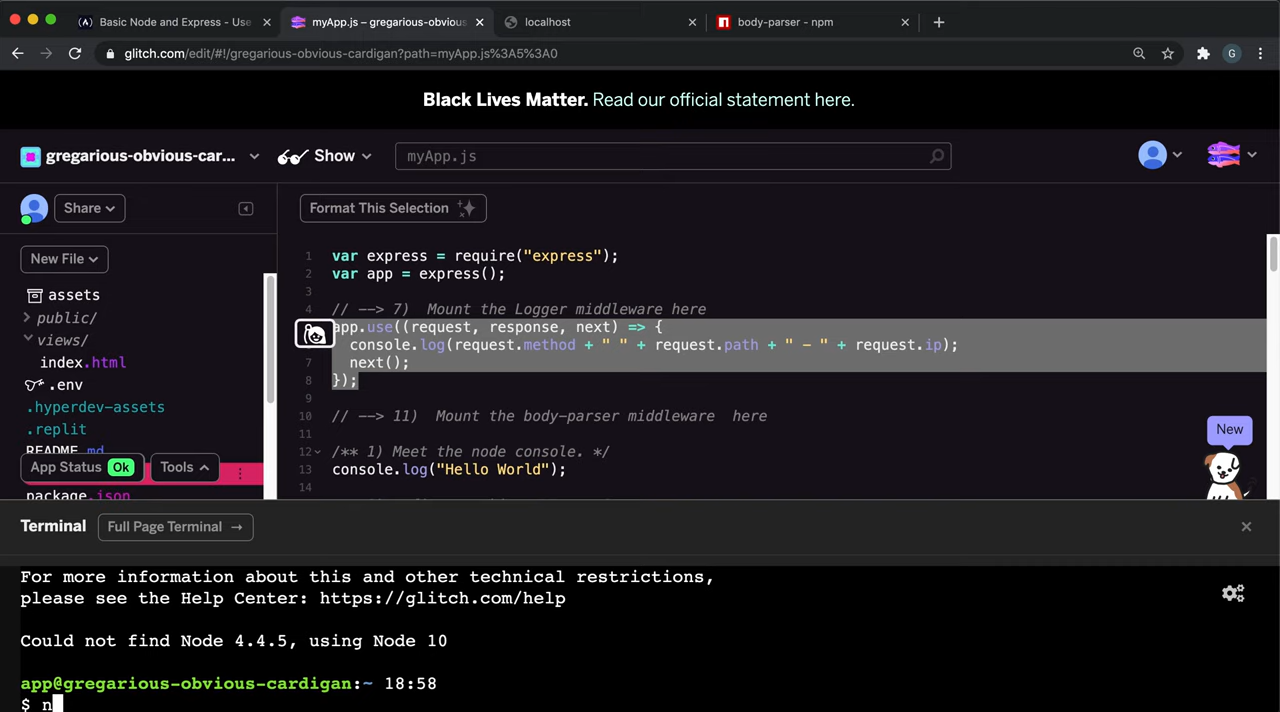 Basic Node and Express - Use
myApp.js – gregarious-obvious
localhost
body-parser - npm
glitch.com/edit/#!/gregarious-obvious-cardigan?path=myApp.js%3A5%3A0
G
Black Lives Matter. Read our official statement here.
gregarious-obvious-car...
Show
myApp.js
Share
Format This Selection
New File
assets
public/
views/
index.html
.env
.hyperdev-assets
.replit
README.md
package.json
App Status Ok
Tools
1 var express = require("express");
2 var app = express();
3
4 // --> 7)  Mount the Logger middleware here
app.use((request, response, next) => {
console.log(request.method + " " + request.path + " - " + request.ip);
7 next();
8 });
9
10 // --> 11)  Mount the body-parser middleware  here
11
12 /** 1) Meet the node console. */
13 console.log("Hello World");
14
New
Terminal
Full Page Terminal →
For more information about this and other technical restrictions,
please see the Help Center: https://glitch.com/help
Could not find Node 4.4.5, using Node 10
app@gregarious-obvious-cardigan:~ 18:58
$ n